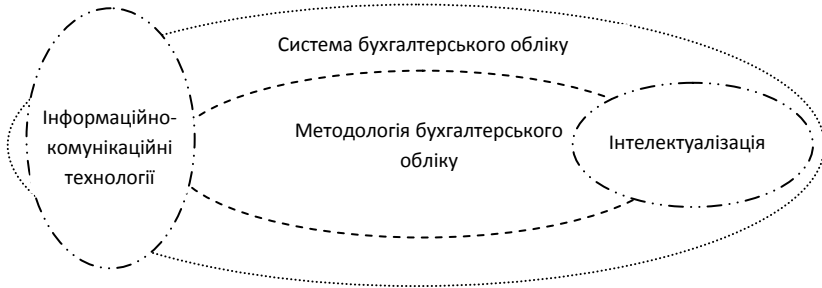 Система бухгалтерського обліку
Інформаційно-
комунікаційні
технології
Методологія бухгалтерського
обліку
Інтелектуалізація